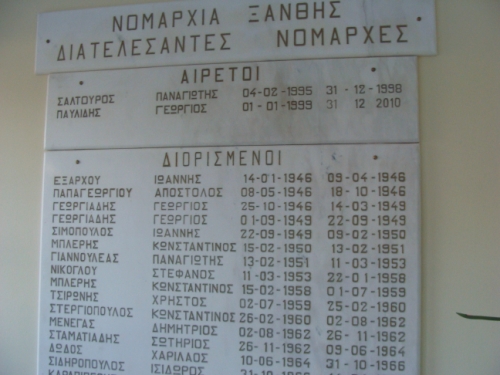 ΝΟΜΑΡΧΙΑ ΞΑΝΘΗΣ
ΔΙΑΤΕΛΕΣΑΝΤΕΣ ΝΟΜΑΡΧΕΣ
ΑΙΡΕΤΟΙ
ΣΑΛΤΟΥΡΟΣ ΠΑΝΑΓΙΩΤΗΣ 04-02-1995 31-12-1998
ΠΑΥΛΙΔΗΣ ΓΕΩΡΓΙΟΣ 01-01-1999 31 12 2010
ΔΙΟΡΙΣΜΕΝΟΙ
ΕΞΑΡΧΟΥ ΙΩΑΝΝΗΣ 14-01-1946 09-04-1946
ΠΑΠΑΓΕΩΡΓΙΟΥ ΑΠΟΣΤΟΛΟΣ 08-05-1946 18-10-1946
ΓΕΩΡΓΙΑΔΗΣ ΓΕΩΡΓΙΟΣ 25-10-1946 14-03-1949
ΓΕΩΡΓΙΑΔΗΣ ΓΕΩΡΓΙΟΣ 01-09-1949 22-09-1949
ΣΙΜΟΠΟΥΛΟΣ ΙΩΑΝΝΗΣ 22-09-1949 09-02-1950
ΜΠΛΕΡΗΣ ΚΩΝΣΤΑΝΤΙΝΟΣ 15-02-1950 13-02-1951
ΓΙΑΝΝΟΥΛΕΑΣ ΠΑΝΑΓΙΩΤΗΣ 13-02-1951 11-03-1953
ΝΙΚΟΓΛΟΥ ΣΤΕΦΑΝΟΣ 11-03-1953 22-01-1958
ΜΠΛΕΡΗΣ ΚΩΝΣΤΑΝΤΙΝΟΣ 15-02-1958 01-07-1959
ΤΣΙΡΩΝΗΣ ΧΡΗΣΤΟΣ 02-07-1959 25-02-1960
ΣΤΕΡΓΙΟΠΟΥΛΟΣ ΚΩΝΣΤΑΝΤΙΝΟΣ 26-02-1960 02-08-1962
ΜΕΝΕΓΑΣ ΔΗΜΗΤΡΙΟΣ 02-08-1962 26-11-1962
ΣΤΑΜΑΤΙΑΔΗΣ ΣΩΤΗΡΙΟΣ 26-11-1962 09-06-1964
ΔΩΔΟΣ ΧΑΡΙΛΑΟΣ 10-06-1964 31-10-1966
ΣΙΔΗΡΟΠΟΥΛΟΣ ΙΣΙΔΩΡΟΣ